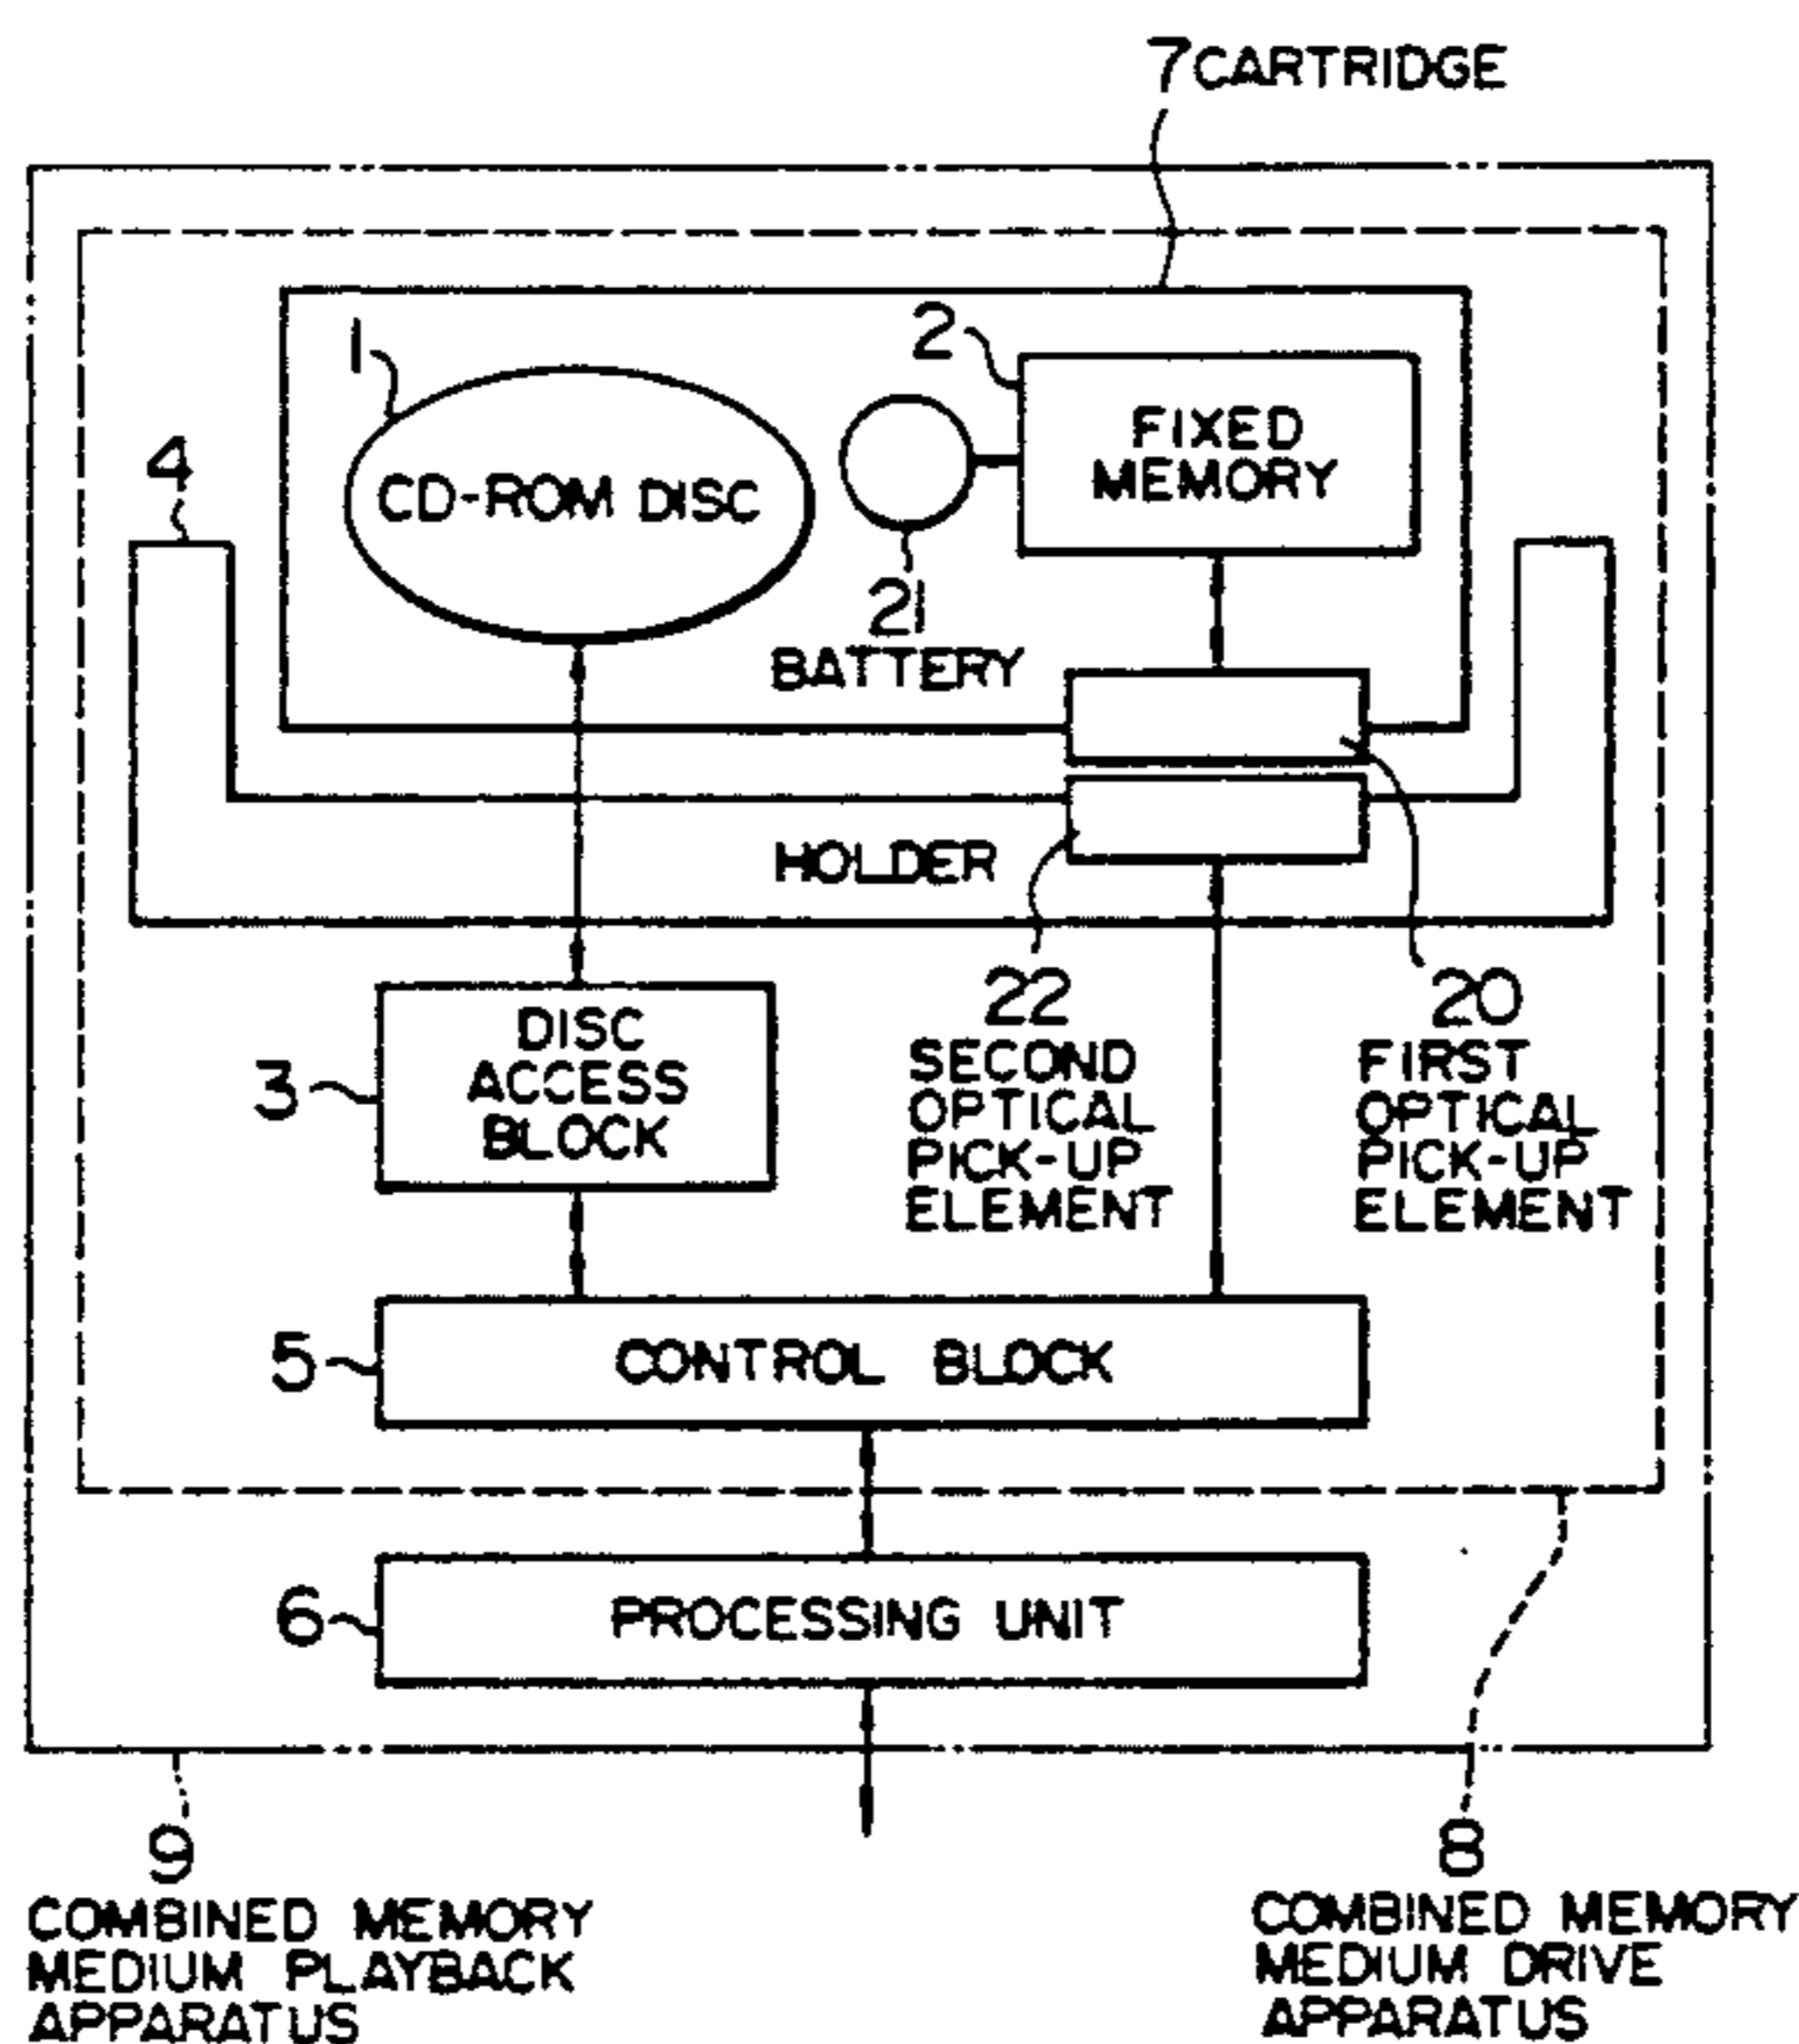 7 CARTRIDGE
1
CD-ROM DISC
2
FIXED
MEMORY
4
21
BATTERY
HOLDER
3
DISC
ACCESS
BLOCK
22
SECOND
OPTICAL
PICK-UP
ELEMENT
20
FIRST
OPTICAL
PICK-UP
ELEMENT
5
CONTROL BLOCK
6
PROCESSING UNIT
9
COMBINED MEMORY
MEDIUM PLAYBACK
APPARATUS
8
COMBINED MEMORY
MEDIUM DRIVE
APPARATUS